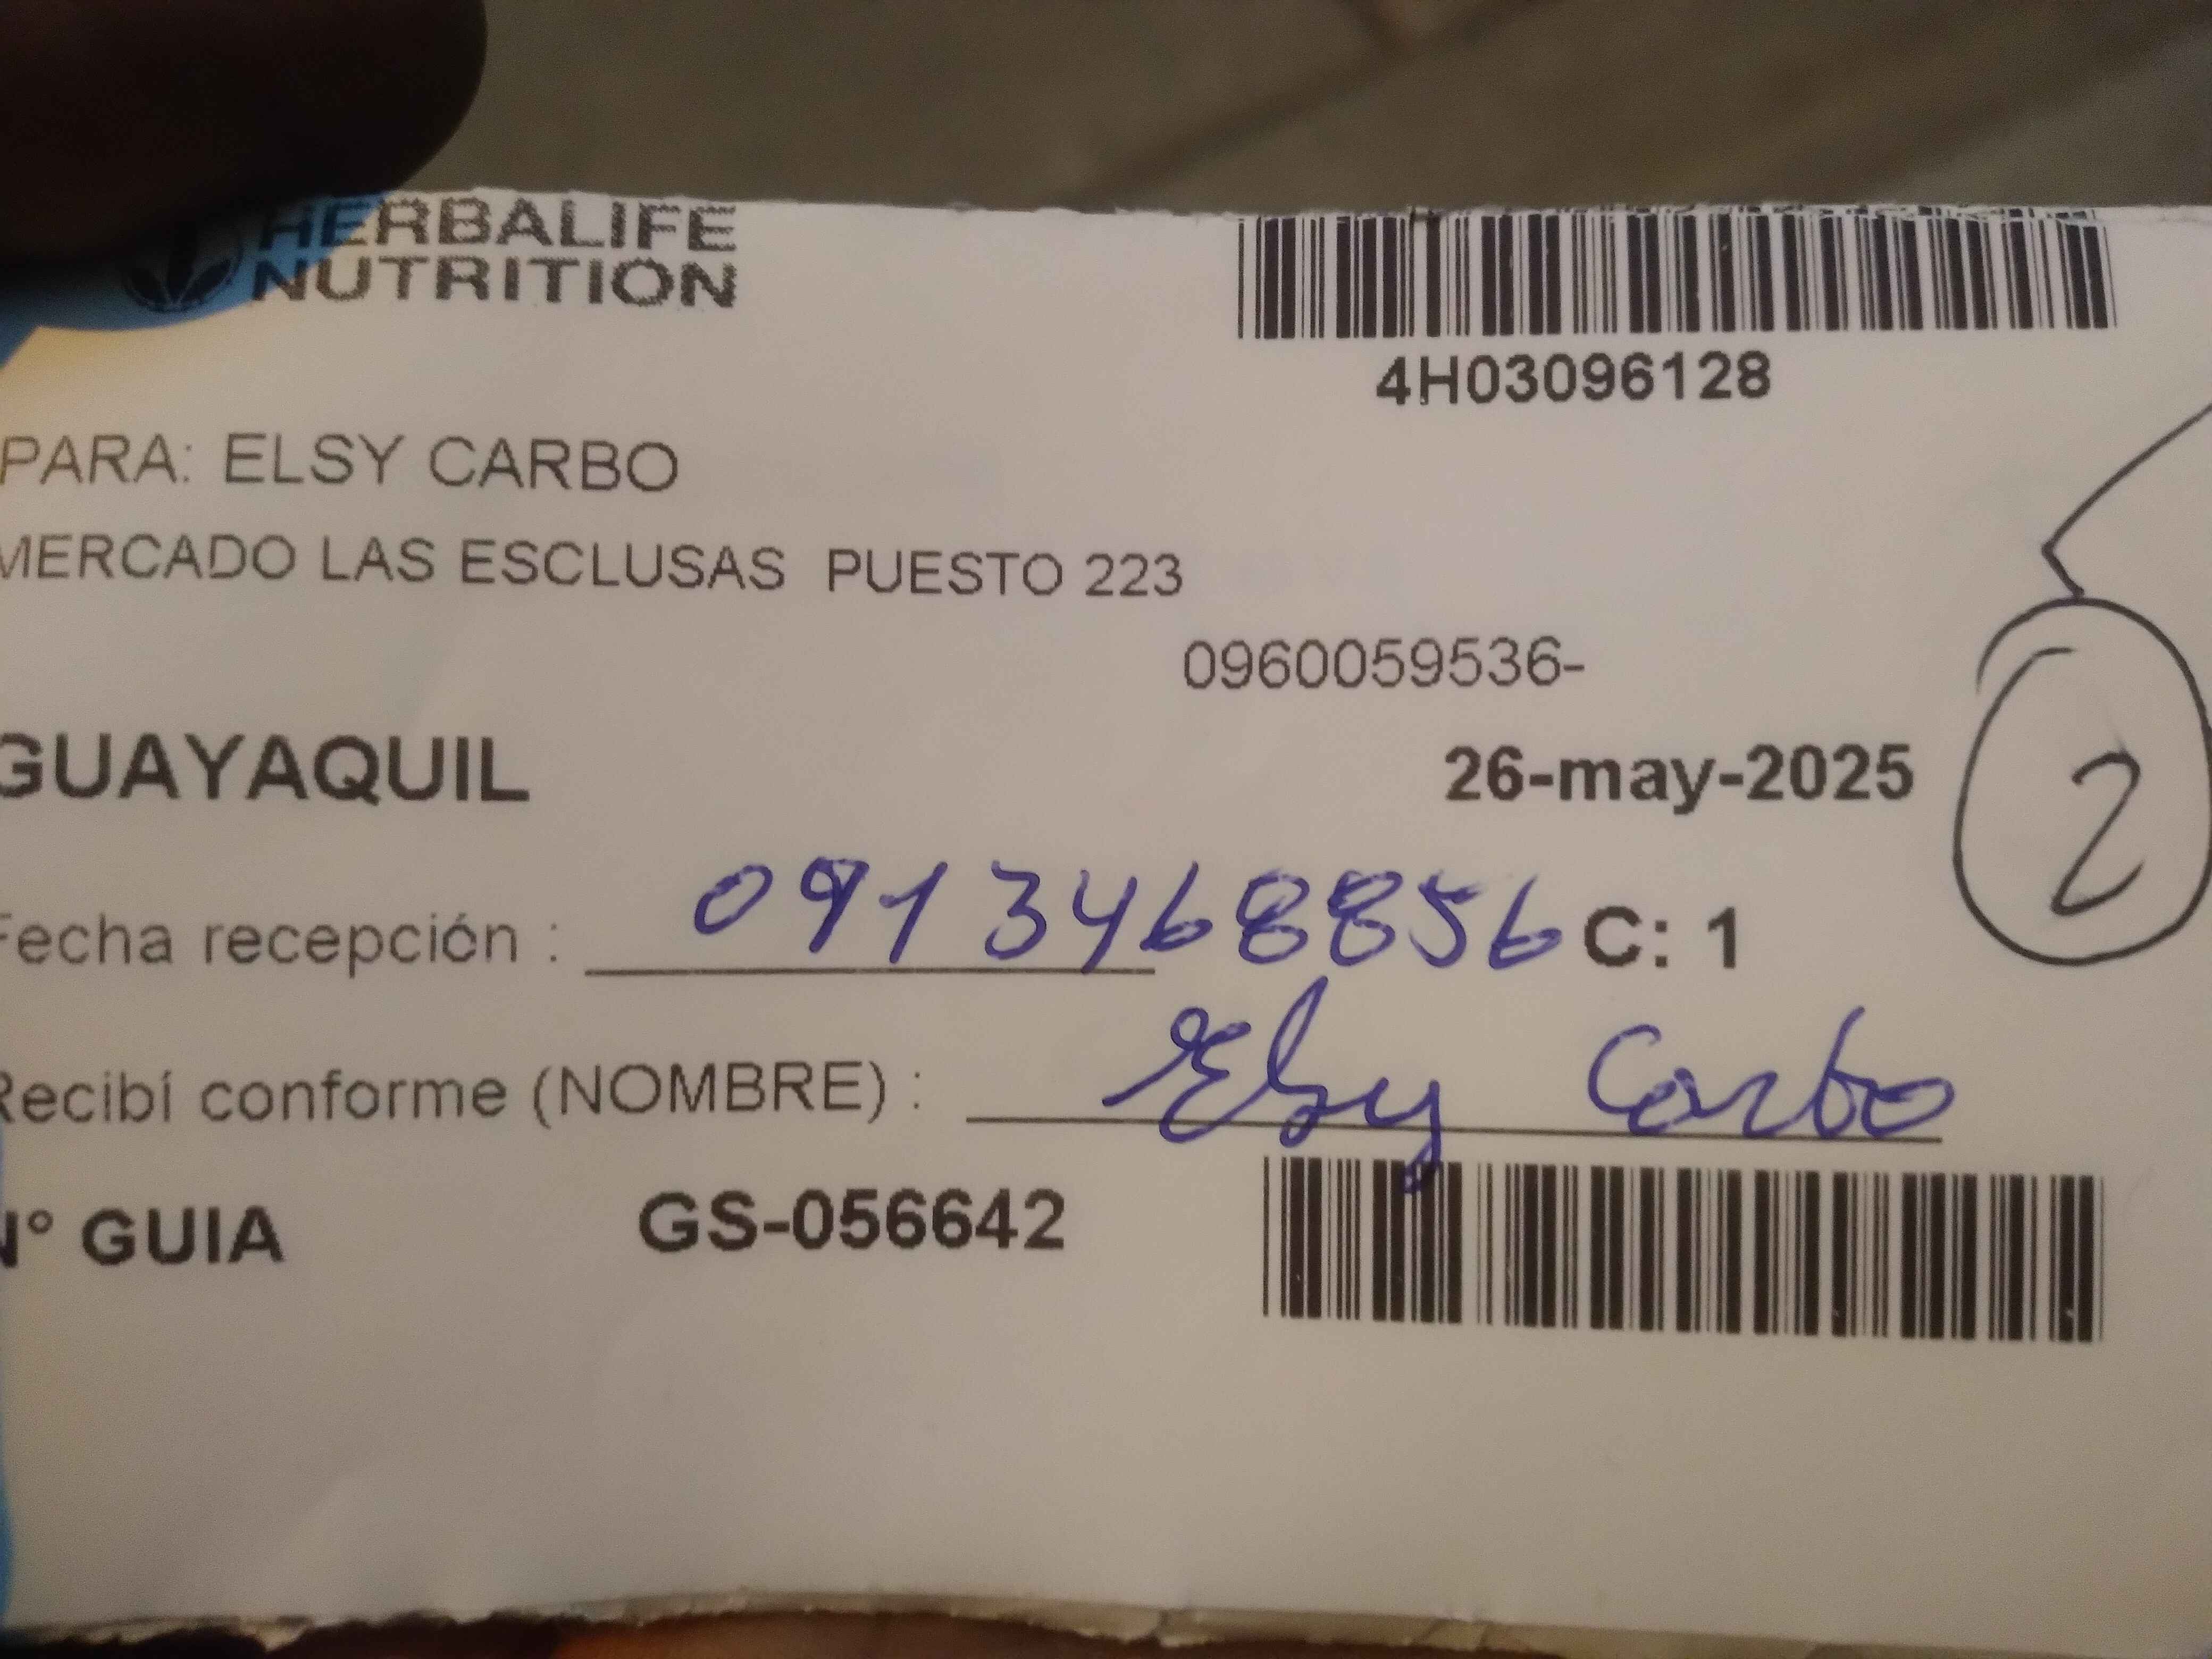 HERBALIFE
NUTRITION
4H03096128
PARA: ELSY CARBO
MERCADO LAS ESCLUSAS PUESTO 223
0960059536-
GUAYAQUIL
26-may-2025
2
Fecha recepción : 0913468856 C: 1
Recibí conforme (NOMBRE) : Elsy Carbo
N° GUIA GS-056642